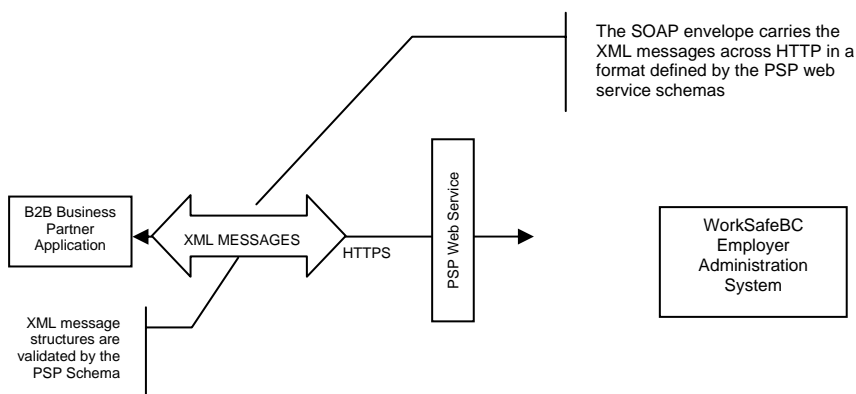 The SOAP envelope carries the
XML messages across HTTP in a
format defined by the PSP web
service schemas
B2B Business
Partner
Application
XML MESSAGES
HTTPS
PSP Web Service
WorkSafeBC
Employer
Administration
System
XML message
structures are
validated by the
PSP Schema